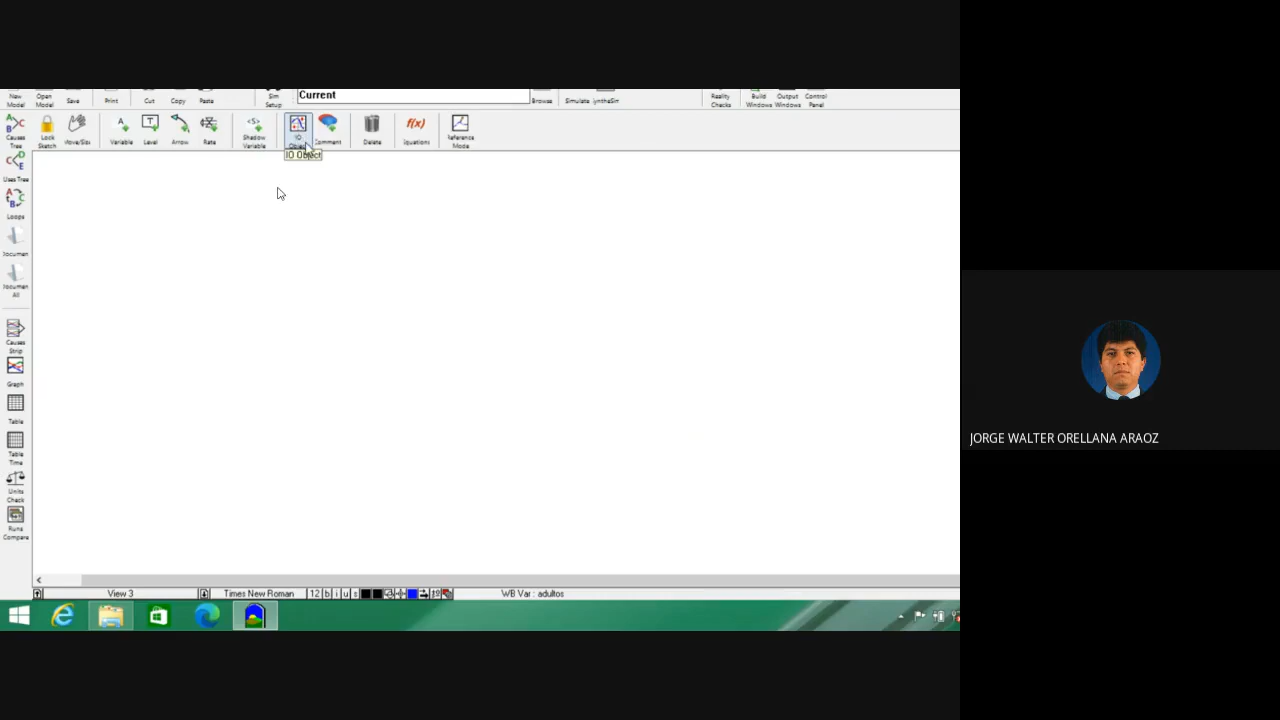 New Model
Open Model
Save
Print
Cut
Copy
Paste
Sim Setup
Current
Browse
Simulate
SyntheSim
Reality Checks
Build Windows
Output Windows
Control Panel
Causes Tree
Lock Sketch
Move/Size
Variable
Level
Arrow
Rate
Shadow Variable
IO Object
Comment
Delete
f(x)
Equations
Reference Mode
IO Object
Uses Tree
Loops
Document
Document All
Causes Strip
Graph
Table
Table Time
Units Check
Runs Compare
View 3
Times New Roman
12 b i u s
WB Var : adultos
JORGE WALTER ORELLANA ARAOZ